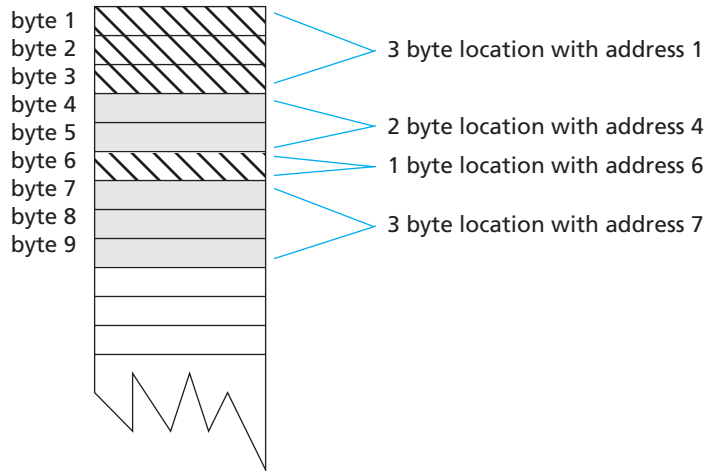 byte 1
byte 2
byte 3
byte 4
byte 5
byte 6
byte 7
byte 8
byte 9
3 byte location with address 1
2 byte location with address 4
1 byte location with address 6
3 byte location with address 7